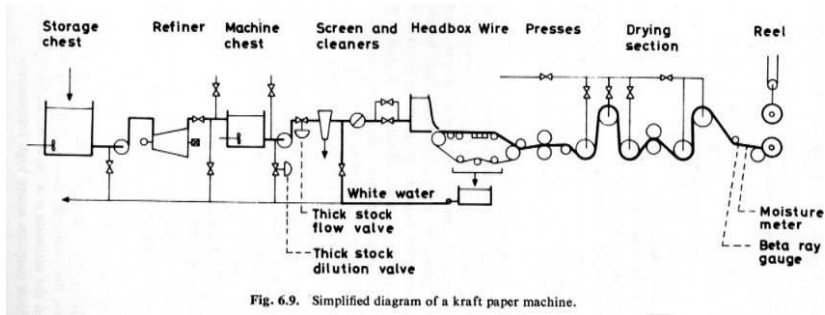 Storage
chest
Refiner
Machine
chest
Screen and
cleaners
Headbox Wire
Presses
Drying
section
Reel
White water
Thick stock
flow valve
Thick stock
dilution valve
Moisture
meter
Beta ray
gauge
Fig. 6.9. Simplified diagram of a kraft paper machine.